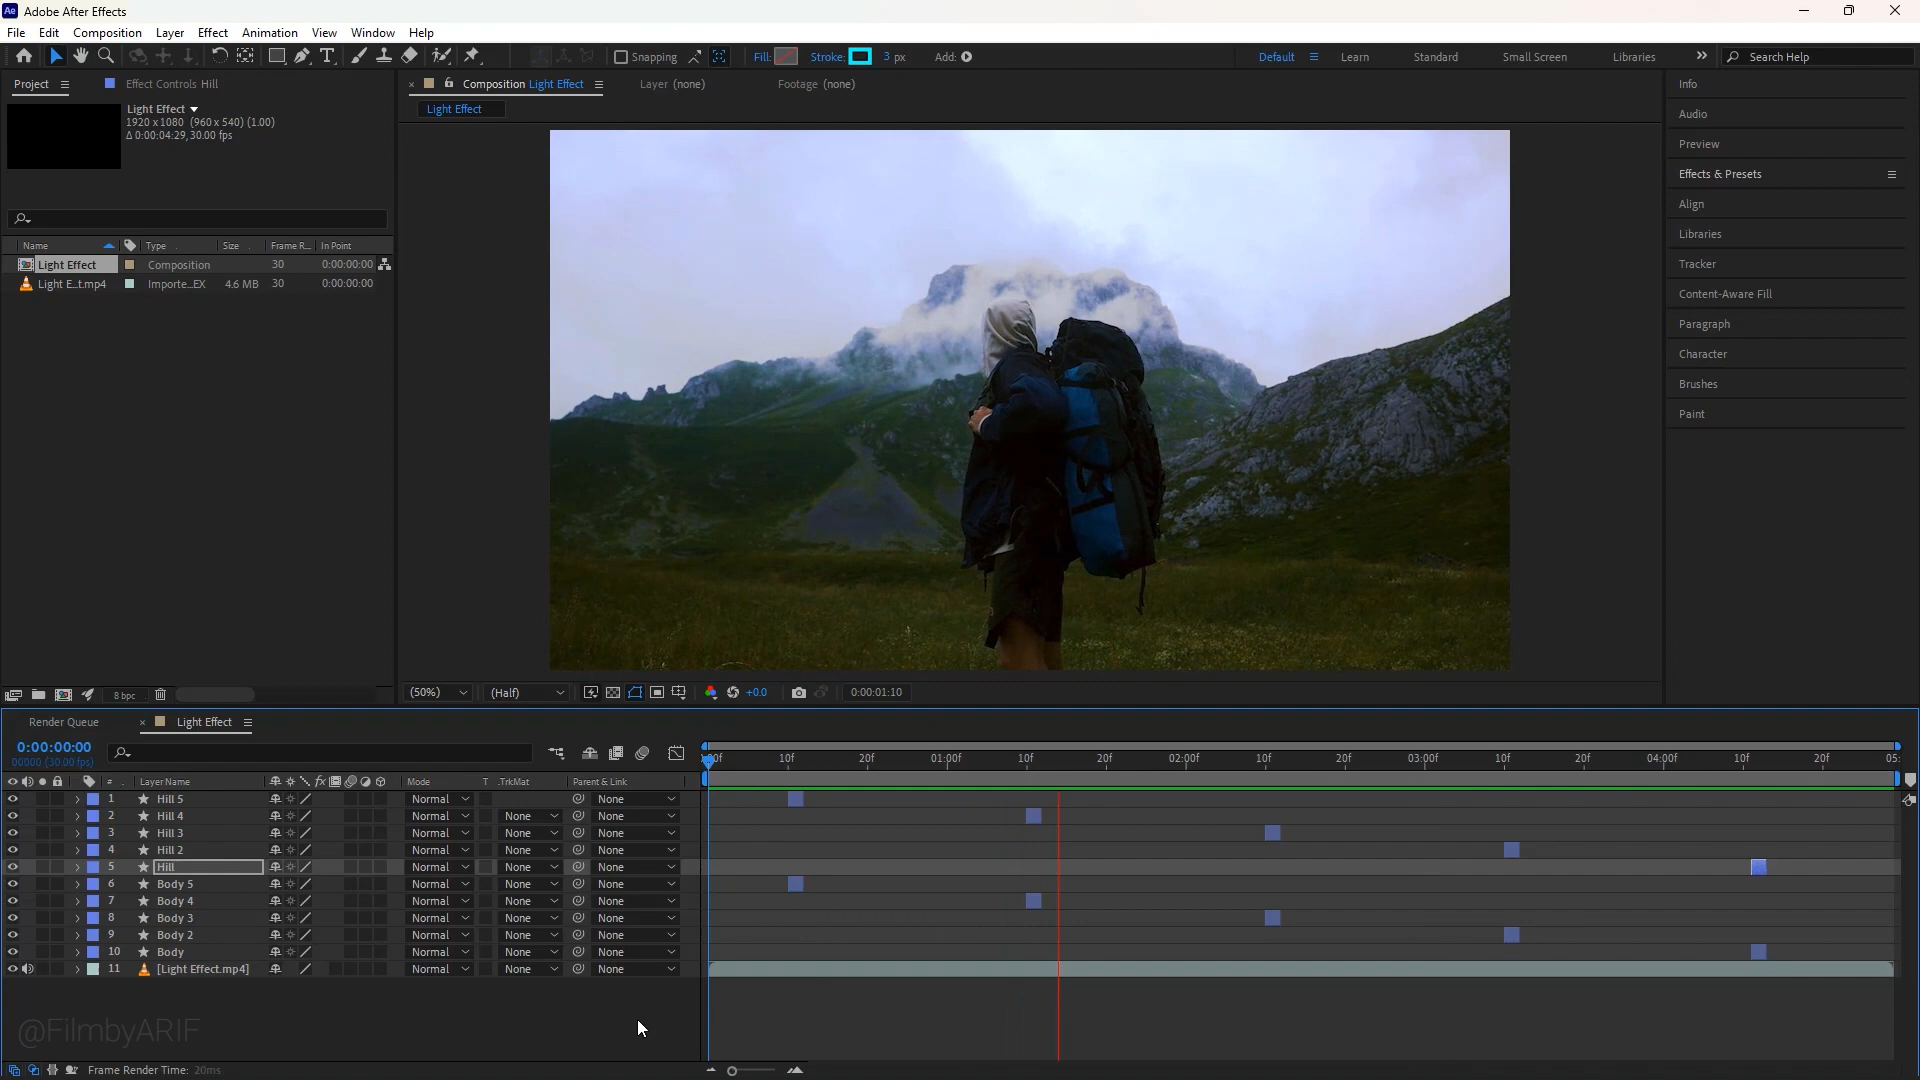 Ae Adobe After Effects
File Edit Composition Layer Effect Animation View Window Help
Snapping Fill: Stroke: 3 px Add: Default Learn Standard Small Screen Libraries Search Help
Project Effect Controls Hill
Light Effect
1920 x 1080 (960 x 540) (1.00)
Δ 0:00:04:29, 30.00 fps
Name Type Size Frame R... In Point
Light Effect Composition 30 0:00:00:00
Light E...t.mp4 Importe...EX 4.6 MB 30 0:00:00:00
8 bpc
Composition Light Effect Layer (none) Footage (none)
Light Effect
(50%) (Half) +0.0 0:00:01:10
Info
Audio
Preview
Effects & Presets
Align
Libraries
Tracker
Content-Aware Fill
Paragraph
Character
Brushes
Paint
Render Queue Light Effect
0:00:00:00
00000 (30.00 fps)
:00f 10f 20f 01:00f 10f 20f 02:00f 10f 20f 03:00f 10f 20f 04:00f 10f 20f 05:
# Layer Name fx Mode T .TrkMat Parent & Link
1 Hill 5 Normal None
2 Hill 4 Normal None None
3 Hill 3 Normal None None
4 Hill 2 Normal None None
5 Hill Normal None None
6 Body 5 Normal None None
7 Body 4 Normal None None
8 Body 3 Normal None None
9 Body 2 Normal None None
10 Body Normal None None
11 [Light Effect.mp4] Normal None None
@FilmbyARIF
Frame Render Time: 20ms